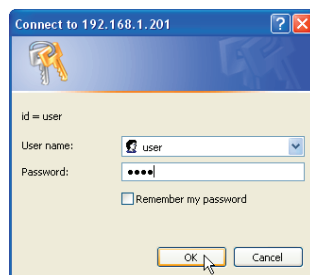 Connect to 192.168.1.201
id = user
User name:
user
Password:
••••
Remember my password
OK
Cancel